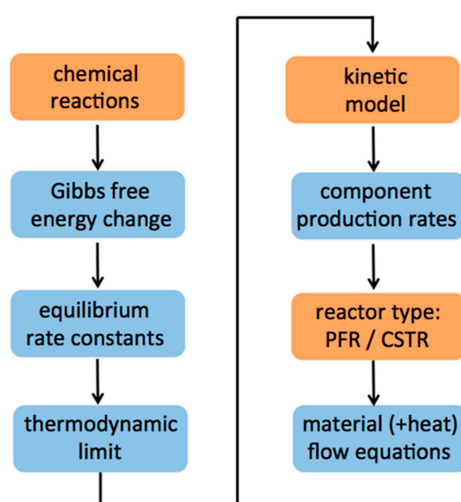 chemical
reactions
Gibbs free
energy change
equilibrium
rate constants
thermodynamic
limit
kinetic
model
component
production rates
reactor type:
PFR / CSTR
material (+heat)
flow equations